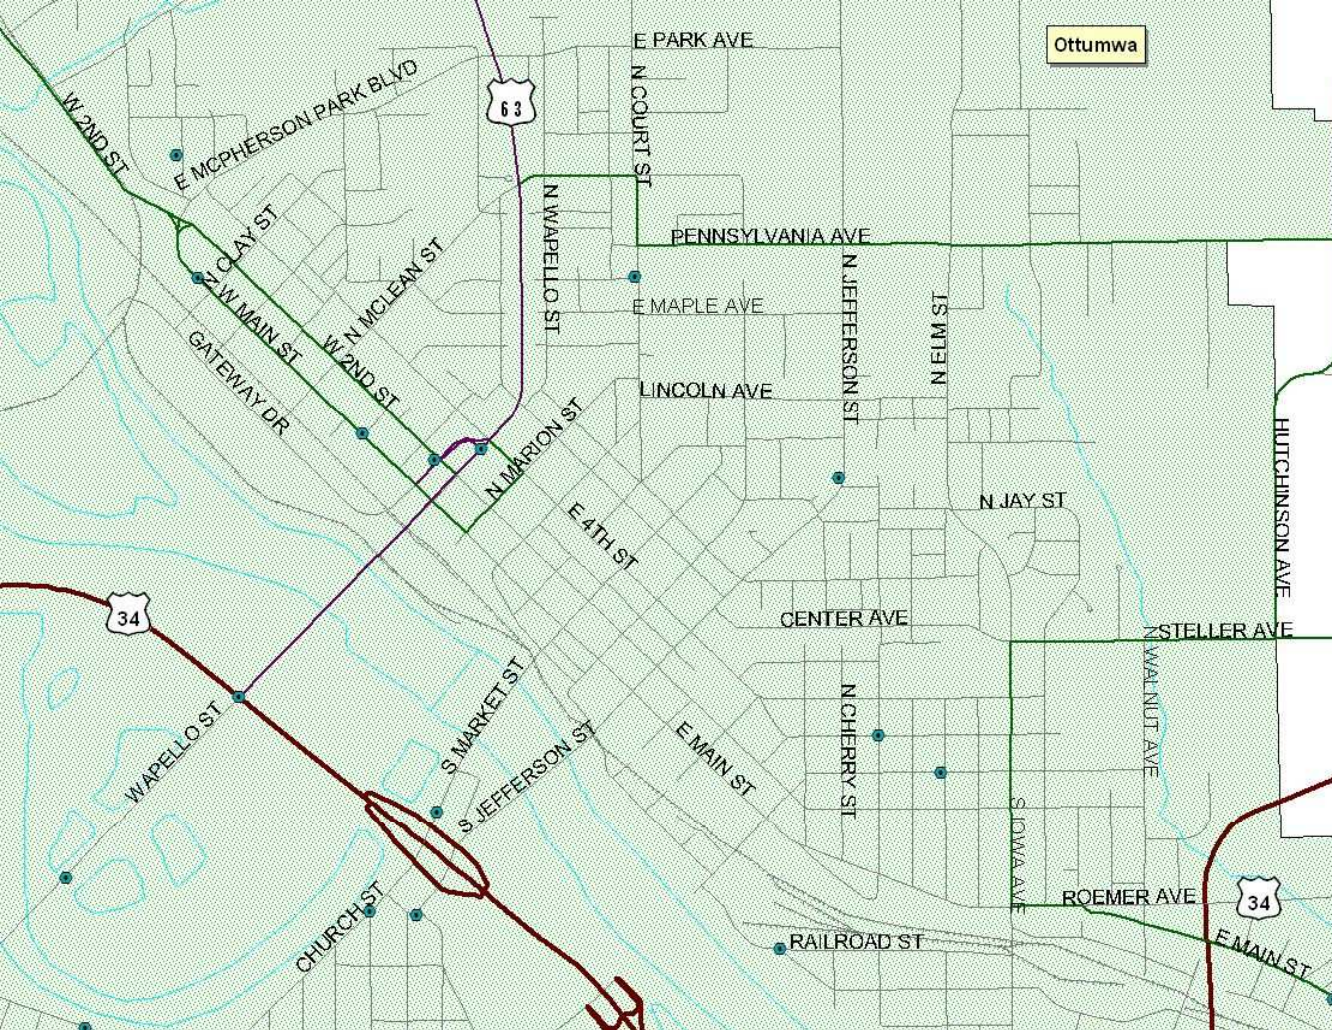 E PARK AVE
Ottumwa
W 2ND ST
E MCPHERSON PARK BLVD
63
N COURT ST
N CLAY ST
N MCLEAN ST
N WAPELLO ST
PENNSYLVANIA AVE
E MAPLE AVE
N JEFFERSON ST
N ELM ST
W MAIN ST
GATEWAY DR
W 2ND ST
LINCOLN AVE
N MARION ST
HUTCHINSON AVE
N JAY ST
E 4TH ST
34
CENTER AVE
STELLER AVE
N WALNUT AVE
WAPELLO ST
S MARKET ST
S JEFFERSON ST
E MAIN ST
N CHERRY ST
S IOWA AVE
CHURCH ST
ROEMER AVE
34
RAILROAD ST
E MAIN ST